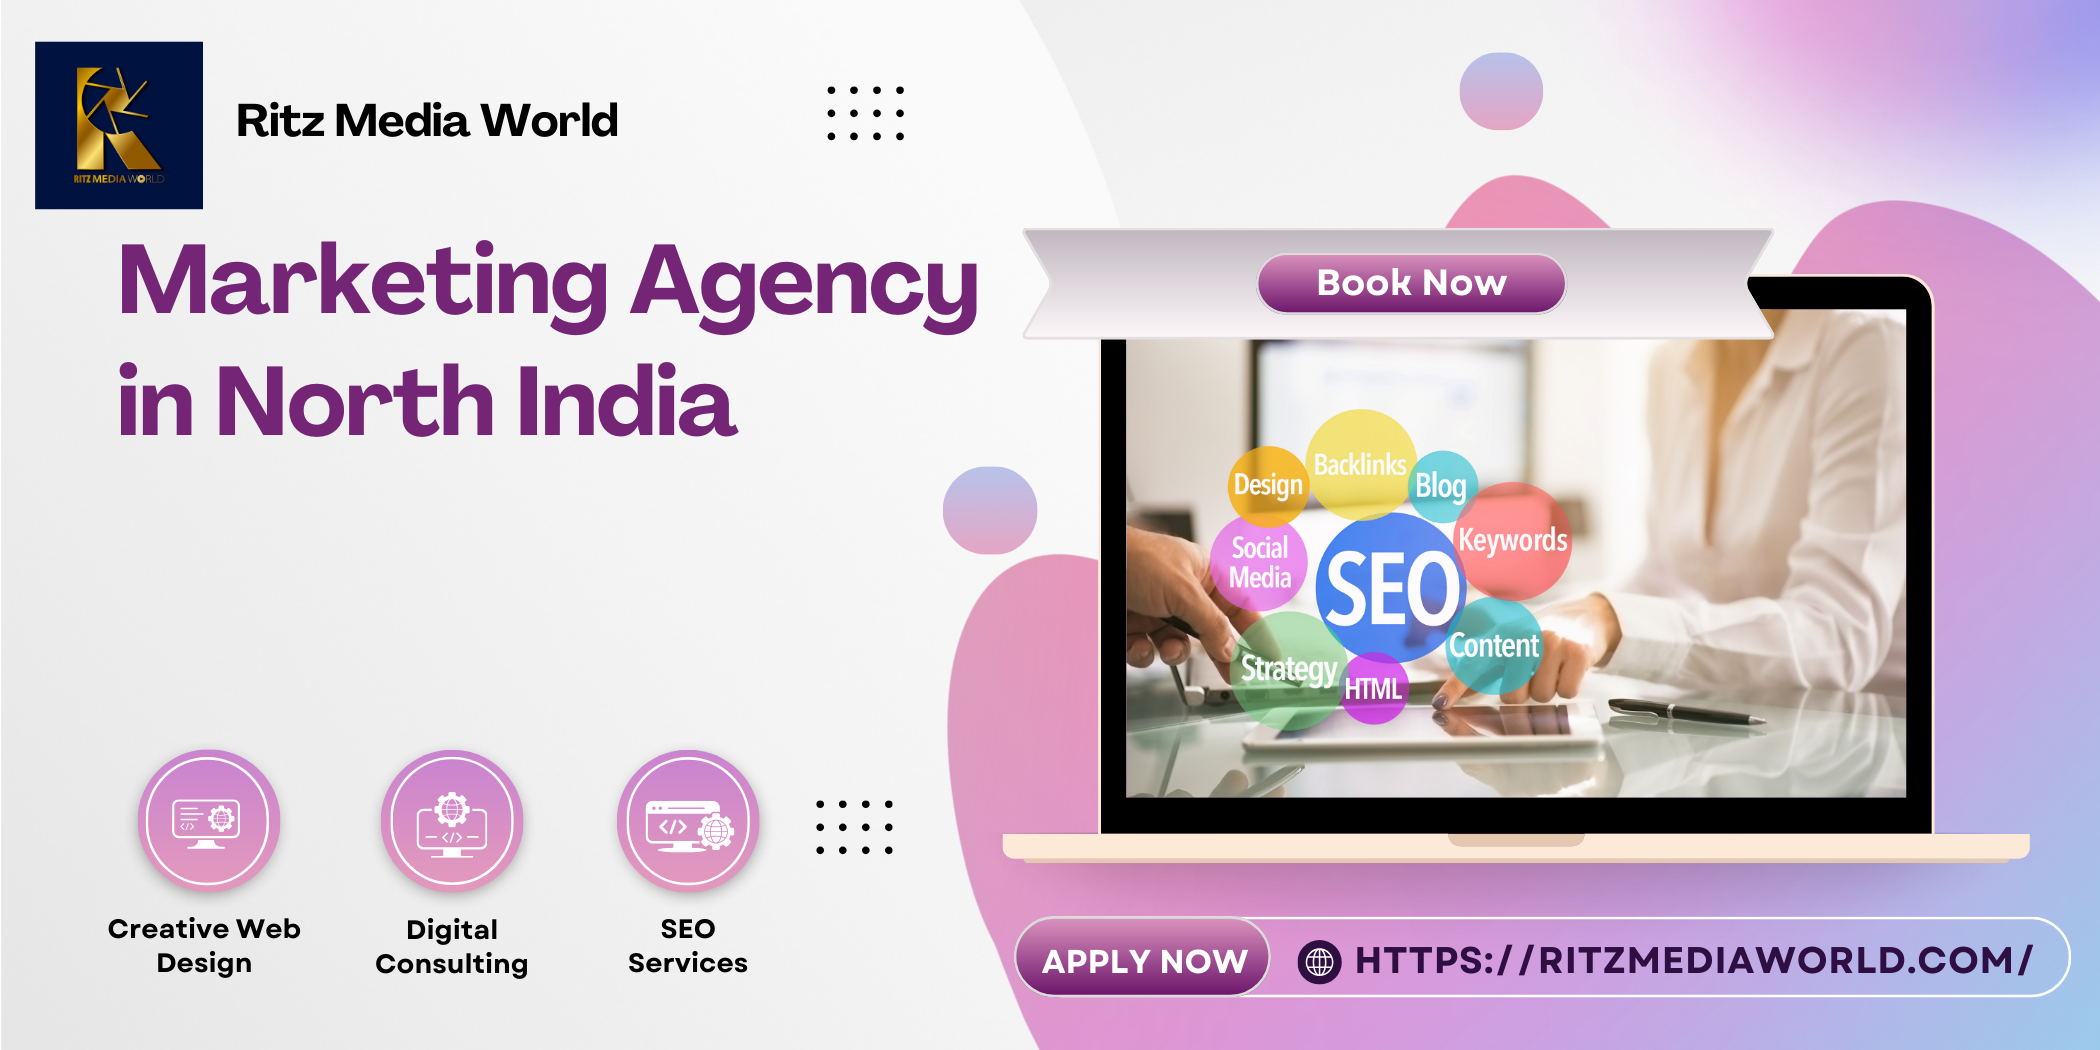 RITZ MEDIA WORLD
Ritz Media World
Marketing Agency
in North India
Book Now
Backlinks
Design
Blog
Keywords
Social
Media
SEO
Content
Strategy
HTML
Creative Web
Design
Digital
Consulting
SEO
Services
APPLY NOW
HTTPS://RITZMEDIAWORLD.COM/